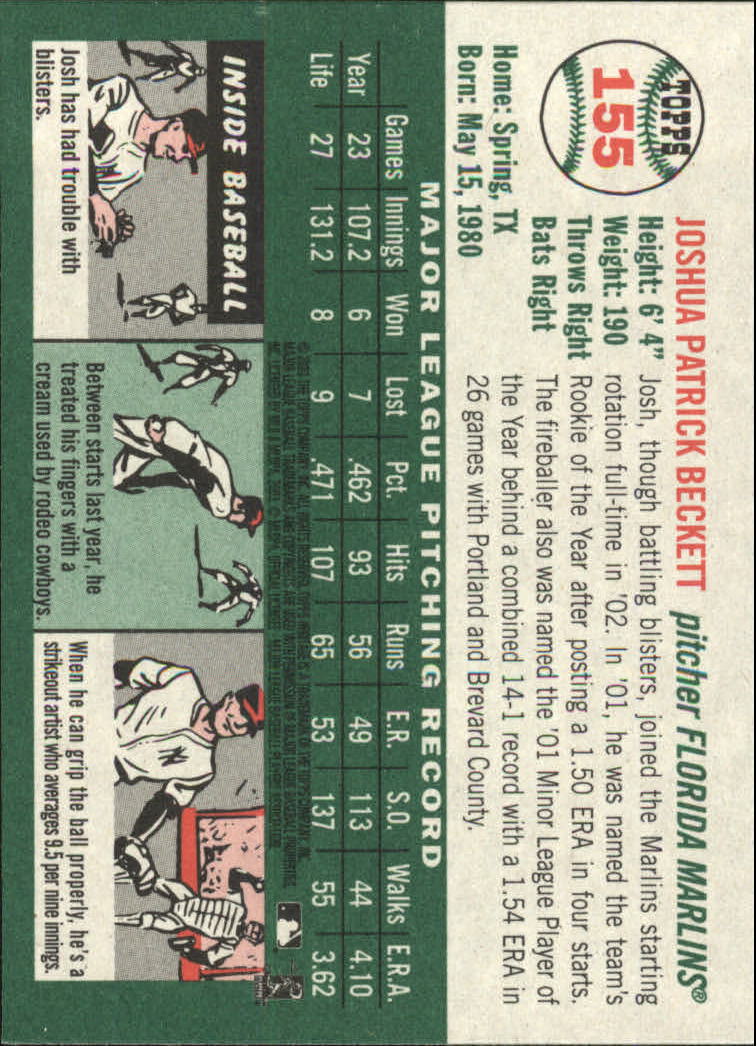 TOPPS
155
JOSHUA PATRICK BECKETT pitcher FLORIDA MARLINS®
Height: 6' 4"
Weight: 190
Throws Right
Bats Right
Home: Spring, TX
Born: May 15, 1980
Josh, though battling blisters, joined the Marlins starting
rotation full-time in '02. In '01, he was named the team's
Rookie of the Year after posting a 1.50 ERA in four starts.
The fireballer also was named the '01 Minor League Player of
the Year behind a combined 14-1 record with a 1.54 ERA in
26 games with Portland and Brevard County.
MAJOR LEAGUE PITCHING RECORD
Games Innings Won Lost Pct. Hits Runs E.R. S.O. Walks E.R.A.
Year 23 107.2 6 7 .462 93 56 49 113 44 4.10
Life 27 131.2 8 9 .471 107 65 53 137 55 3.62
INSIDE BASEBALL
Josh has had trouble with
blisters.
Between starts last year, he
treated his fingers with a
cream used by rodeo cowboys.
When he can grip the ball properly, he's a
strikeout artist who averages 9.5 per nine innings.